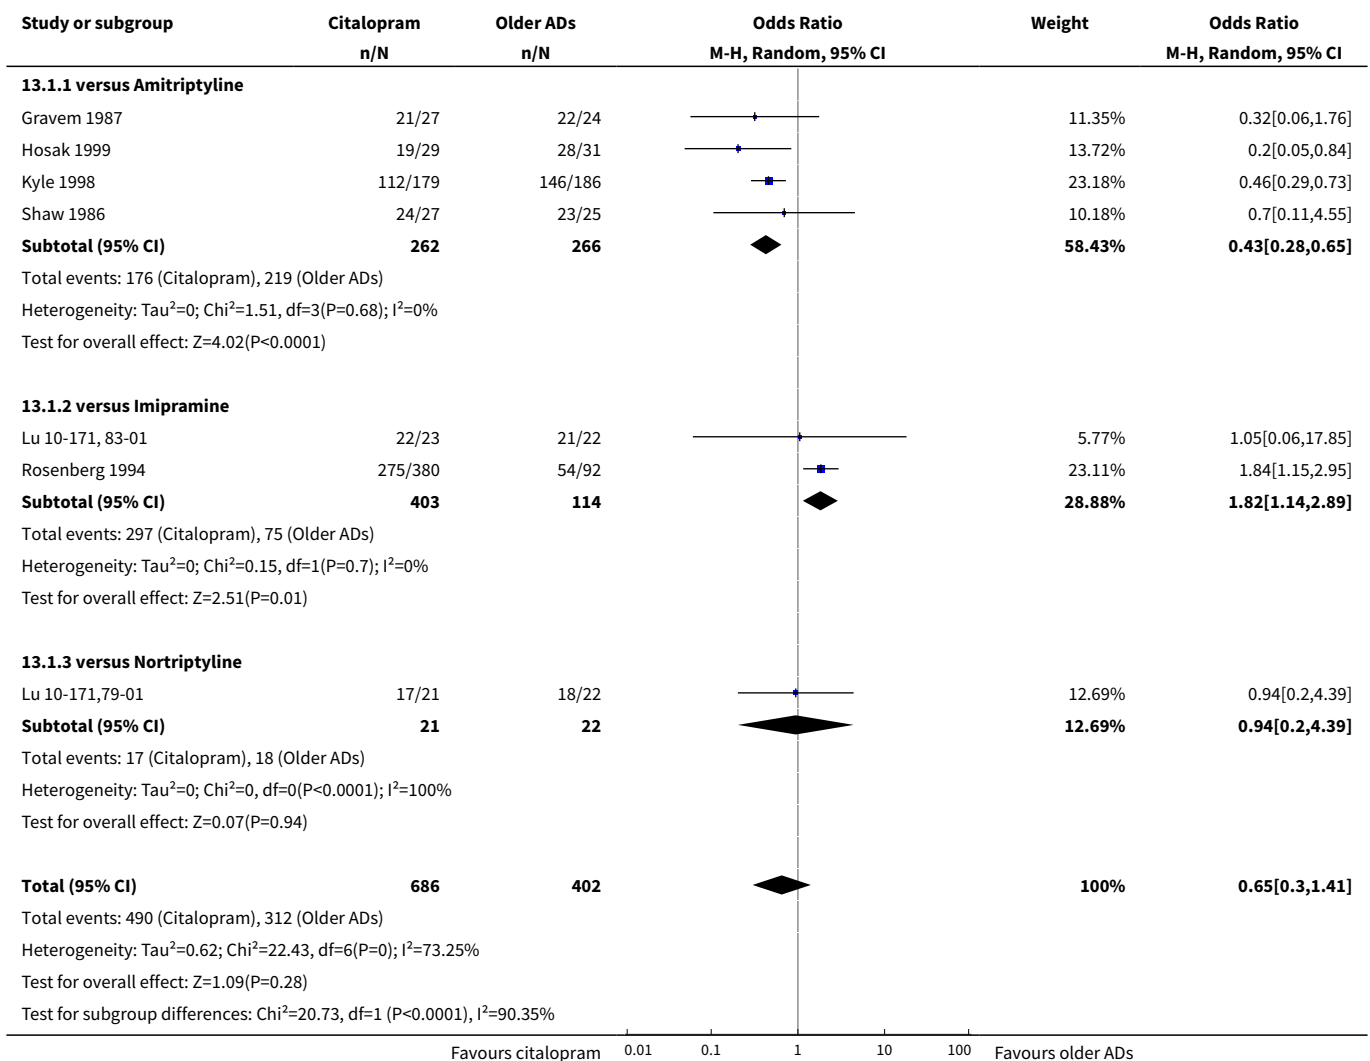 Study or subgroup Citalopram Older ADs Odds Ratio Weight Odds Ratio
n/N n/N M-H, Random, 95% CI M-H, Random, 95% CI
13.1.1 versus Amitriptyline
Gravem 1987 21/27 22/24 11.35% 0.32[0.06,1.76]
Hosak 1999 19/29 28/31 13.72% 0.2[0.05,0.84]
Kyle 1998 112/179 146/186 23.18% 0.46[0.29,0.73]
Shaw 1986 24/27 23/25 10.18% 0.7[0.11,4.55]
Subtotal (95% CI) 262 266 58.43% 0.43[0.28,0.65]
Total events: 176 (Citalopram), 219 (Older ADs)
Heterogeneity: Tau²=0; Chi²=1.51, df=3(P=0.68); I²=0%
Test for overall effect: Z=4.02(P<0.0001)
13.1.2 versus Imipramine
Lu 10-171, 83-01 22/23 21/22 5.77% 1.05[0.06,17.85]
Rosenberg 1994 275/380 54/92 23.11% 1.84[1.15,2.95]
Subtotal (95% CI) 403 114 28.88% 1.82[1.14,2.89]
Total events: 297 (Citalopram), 75 (Older ADs)
Heterogeneity: Tau²=0; Chi²=0.15, df=1(P=0.7); I²=0%
Test for overall effect: Z=2.51(P=0.01)
13.1.3 versus Nortriptyline
Lu 10-171,79-01 17/21 18/22 12.69% 0.94[0.2,4.39]
Subtotal (95% CI) 21 22 12.69% 0.94[0.2,4.39]
Total events: 17 (Citalopram), 18 (Older ADs)
Heterogeneity: Tau²=0; Chi²=0, df=0(P<0.0001); I²=100%
Test for overall effect: Z=0.07(P=0.94)
Total (95% CI) 686 402 100% 0.65[0.3,1.41]
Total events: 490 (Citalopram), 312 (Older ADs)
Heterogeneity: Tau²=0.62; Chi²=22.43, df=6(P=0); I²=73.25%
Test for overall effect: Z=1.09(P=0.28)
Test for subgroup differences: Chi²=20.73, df=1 (P<0.0001), I²=90.35%
Favours citalopram 0.01 0.1 1 10 100 Favours older ADs